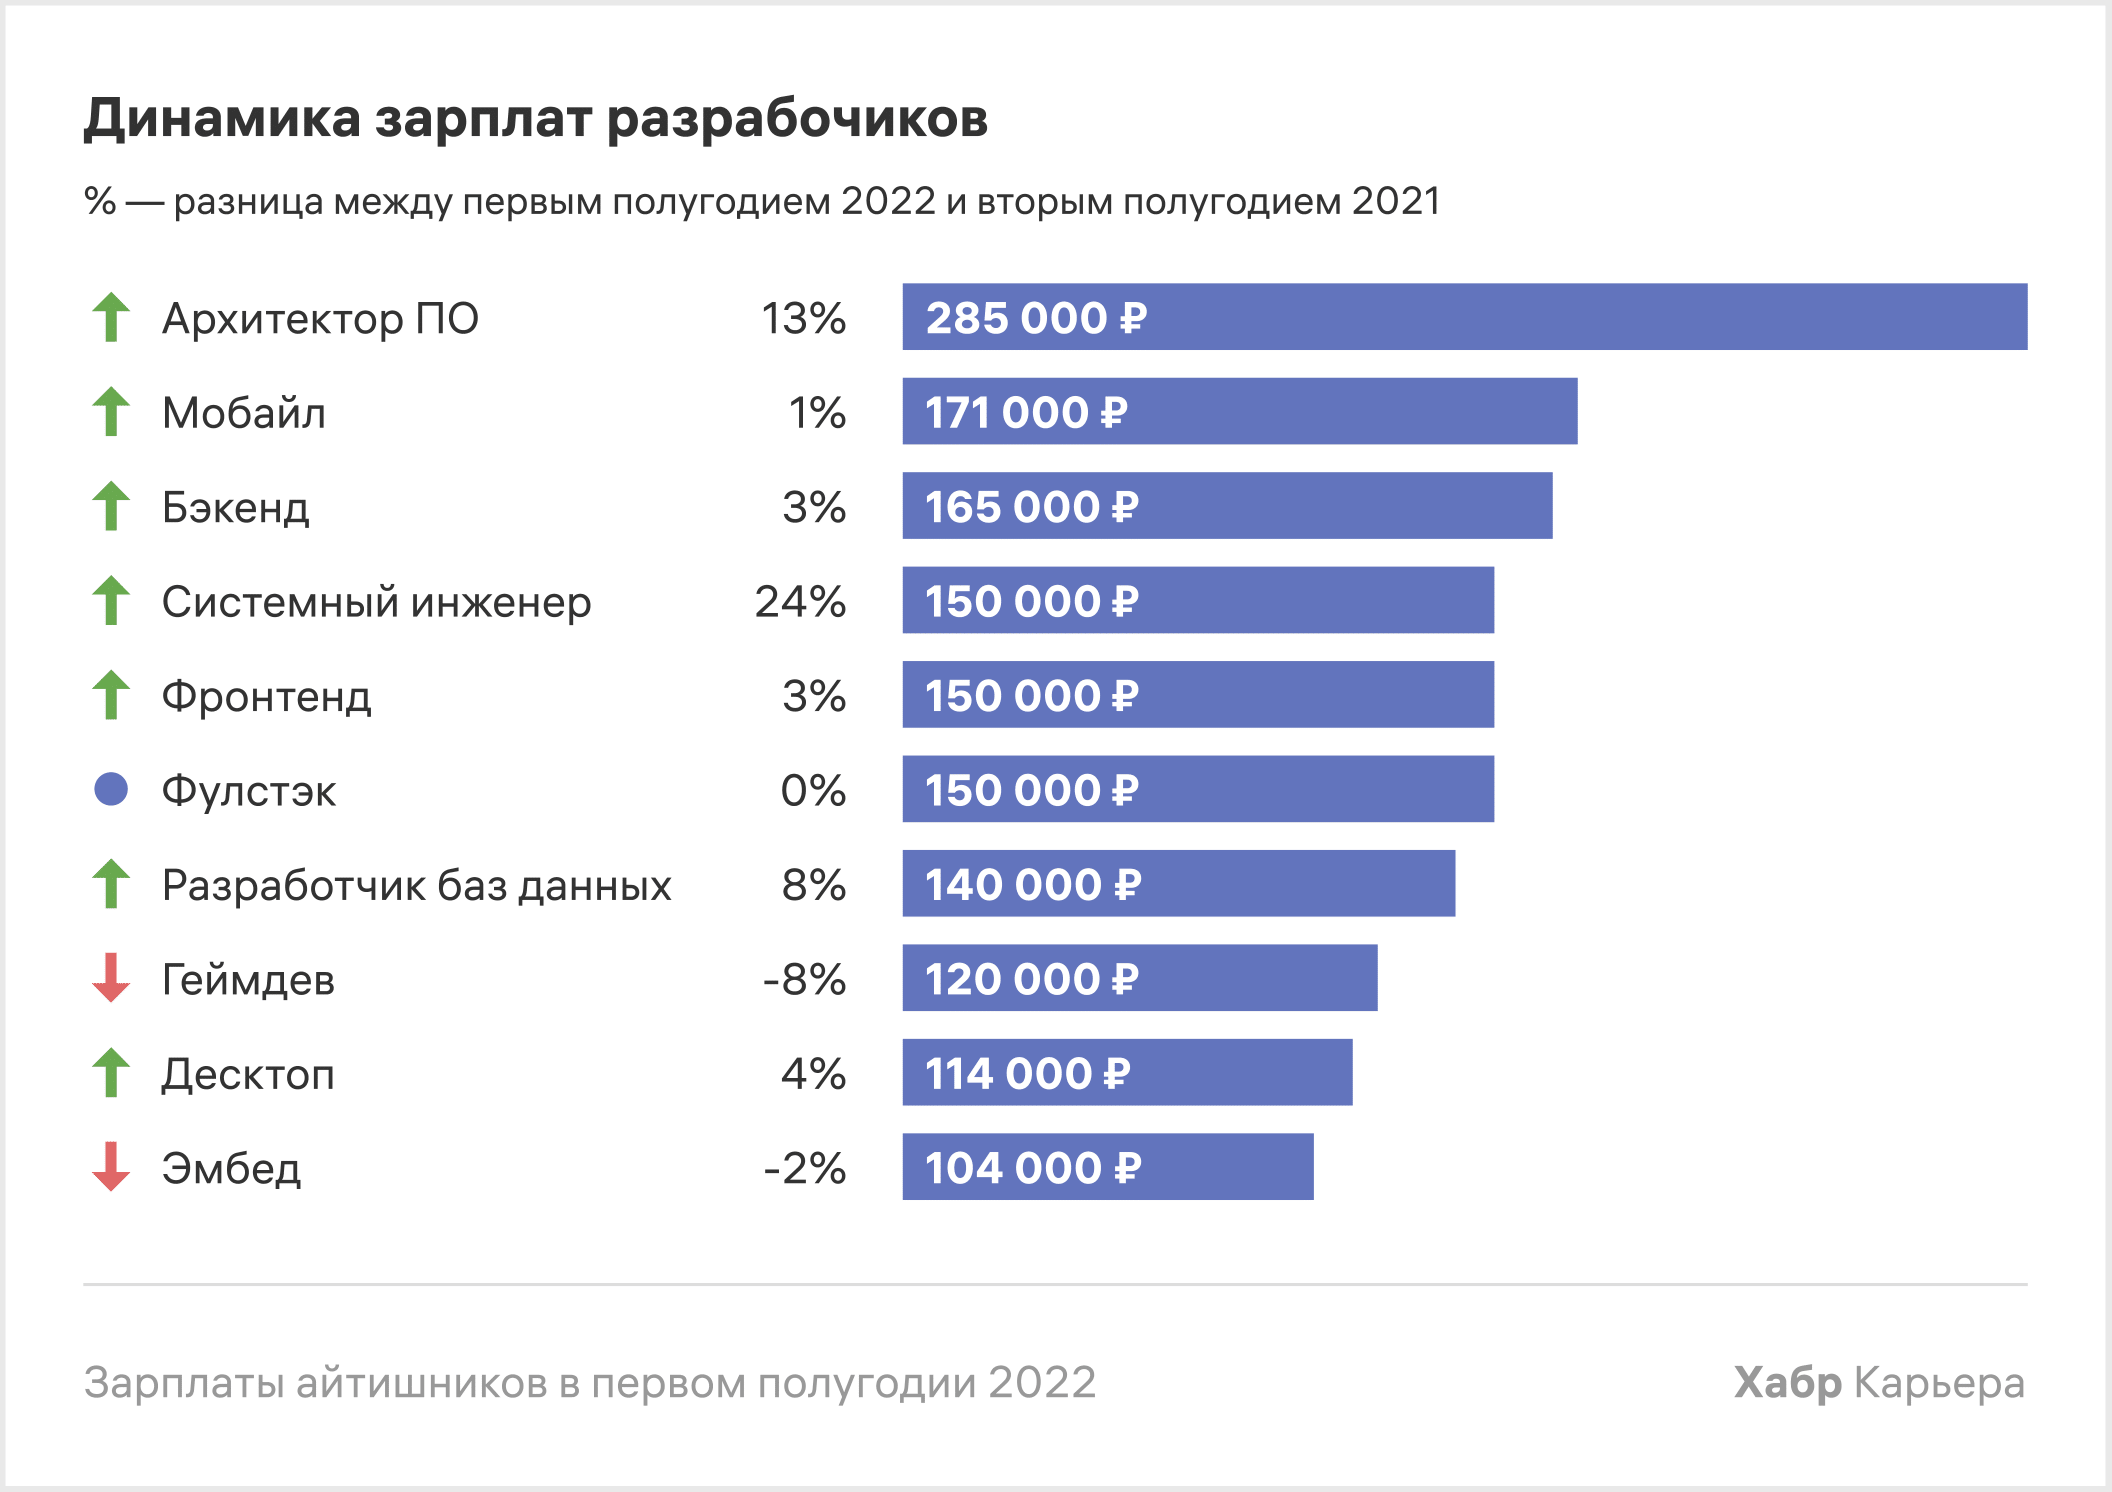 Динамика зарплат разрабочиков
% — разница между первым полугодием 2022 и вторым полугодием 2021
Архитектор ПО 13% 285 000 ₽
Мобайл 1% 171 000 ₽
Бэкенд 3% 165 000 ₽
Системный инженер 24% 150 000 ₽
Фронтенд 3% 150 000 ₽
Фулстэк 0% 150 000 ₽
Разработчик баз данных 8% 140 000 ₽
Геймдев -8% 120 000 ₽
Десктоп 4% 114 000 ₽
Эмбед -2% 104 000 ₽
Зарплаты айтишников в первом полугодии 2022 Хабр Карьера